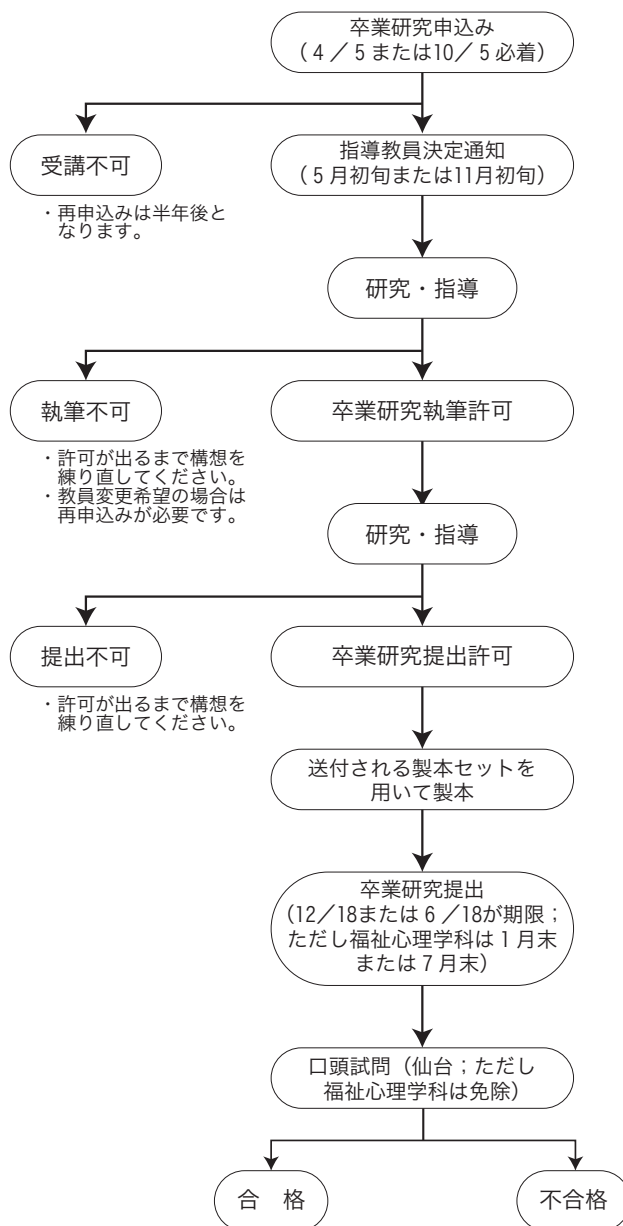 卒業研究申込み
（４／５または10／５必着）
受講不可
・再申込みは半年後と
なります。
指導教員決定通知
（５月初旬または11月初旬）
研究・指導
執筆不可
・許可が出るまで構想を
練り直してください。
・教員変更希望の場合は
再申込みが必要です。
卒業研究執筆許可
研究・指導
提出不可
・許可が出るまで構想を
練り直してください。
卒業研究提出許可
送付される製本セットを
用いて製本
卒業研究提出
（12／18または６／18が期限；
ただし福祉心理学科は１月末
または７月末）
口頭試問（仙台；ただし
福祉心理学科は免除）
合　格
不合格